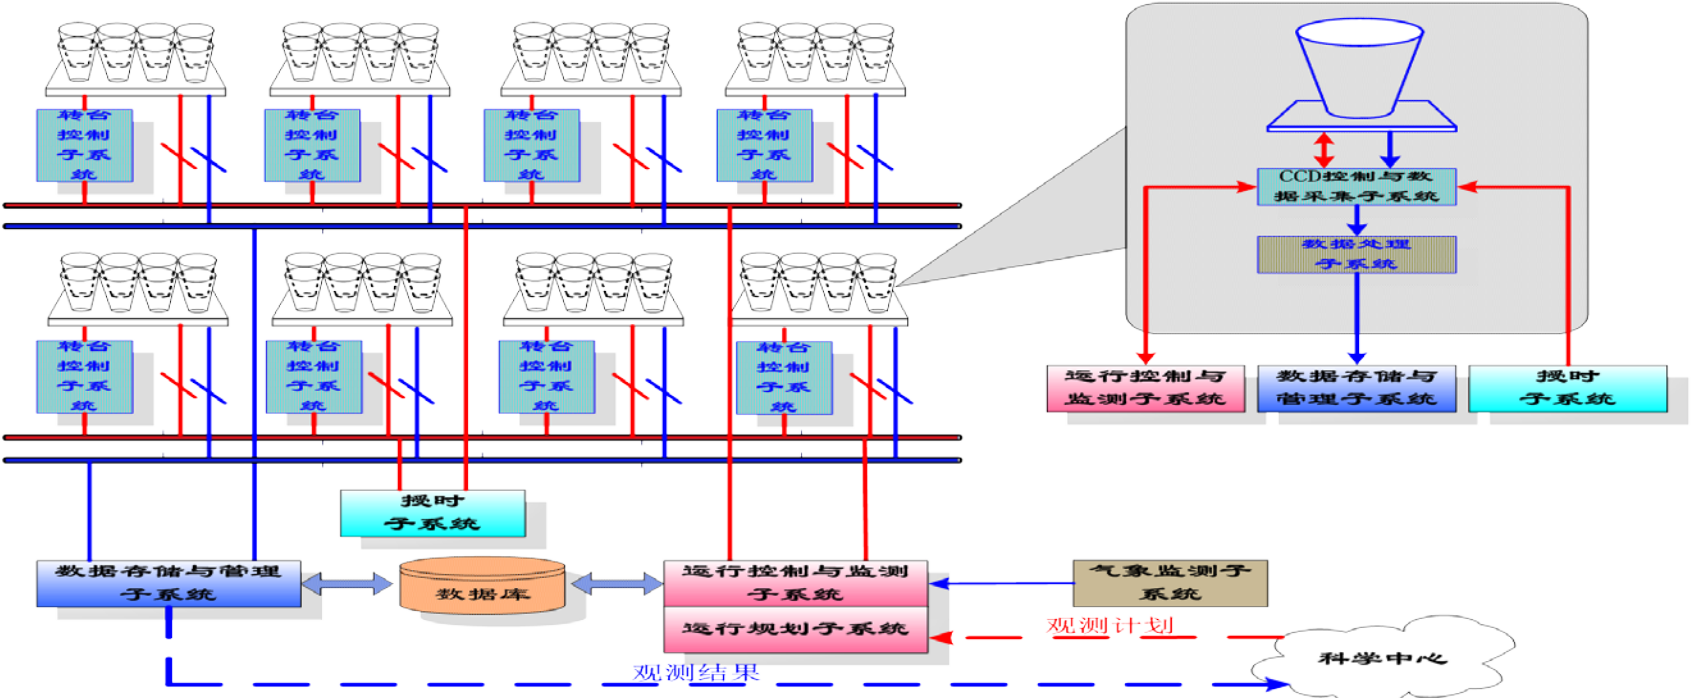 转台
控制
子系
统
转台
控制
子系
统
转台
控制
子系
统
转台
控制
子系
统
CCD控制与数
据采集子系统
数据处理
子系统
转台
控制
子系
统
转台
控制
子系
统
转台
控制
子系
统
转台
控制
子系
统
运行控制与
监测子系统
数据存储与
管理子系统
授时
子系统
授时
子系统
数据存储与管理
子系统
数据库
运行控制与监测
子系统
运行规划子系统
气象监测子
系统
观测计划
观测结果
科学中心